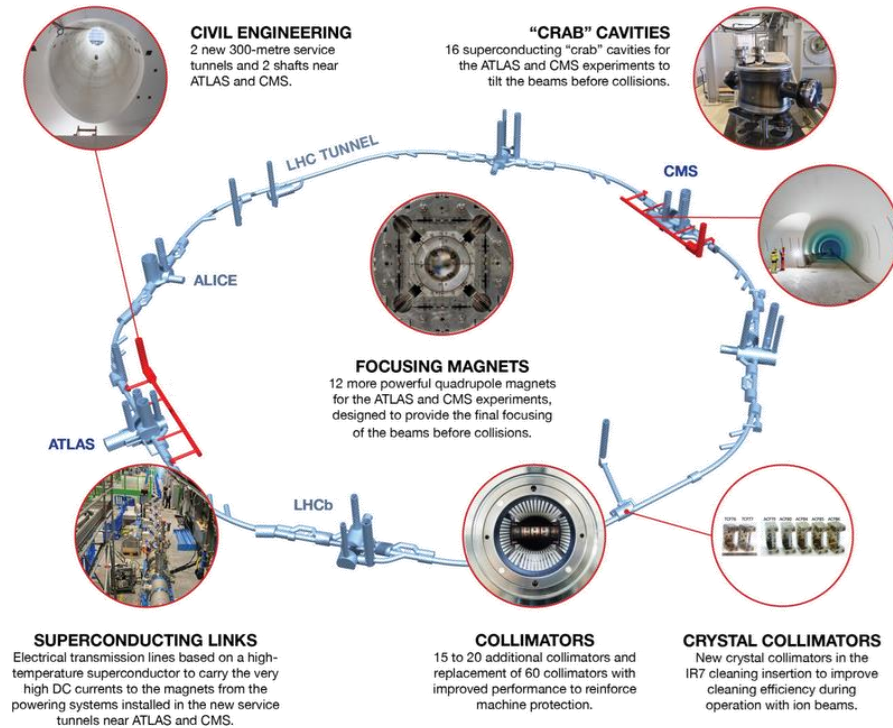 CIVIL ENGINEERING
2 new 300-metre service
tunnels and 2 shafts near
ATLAS and CMS.
“CRAB” CAVITIES
16 superconducting “crab” cavities for
the ATLAS and CMS experiments to
tilt the beams before collisions.
LHC TUNNEL
CMS
ALICE
FOCUSING MAGNETS
12 more powerful quadrupole magnets
for the ATLAS and CMS experiments,
designed to provide the final focusing
of the beams before collisions.
ATLAS
LHCb
TCP76 TCP77 ACP79 ACP80 ACP84 ACP85 ACP86
SUPERCONDUCTING LINKS
Electrical transmission lines based on a high-
temperature superconductor to carry the very
high DC currents to the magnets from the
powering systems installed in the new service
tunnels near ATLAS and CMS.
COLLIMATORS
15 to 20 additional collimators and
replacement of 60 collimators with
improved performance to reinforce
machine protection.
CRYSTAL COLLIMATORS
New crystal collimators in the
IR7 cleaning insertion to improve
cleaning efficiency during
operation with ion beams.